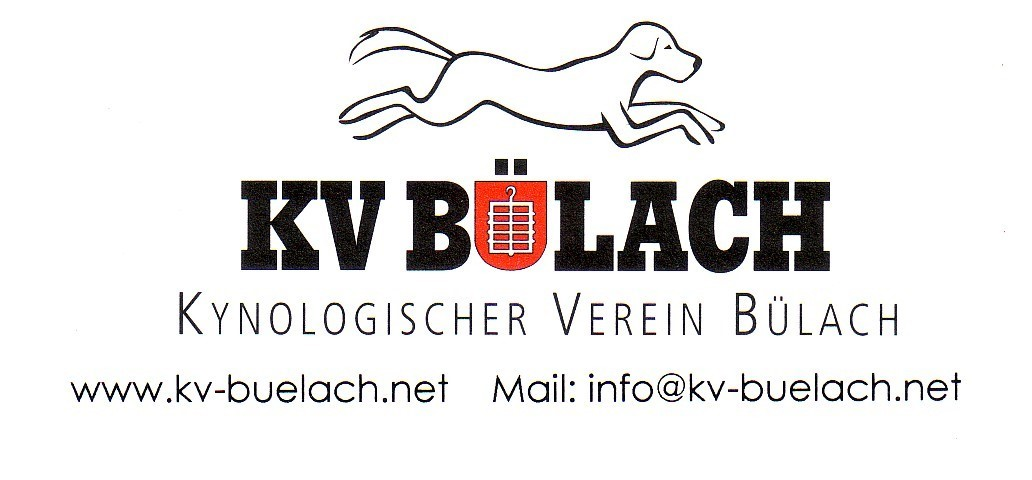 KV BÜLACH
KYNOLOGISCHER VEREIN BÜLACH
www.kv-buelach.net Mail: info@kv-buelach.net